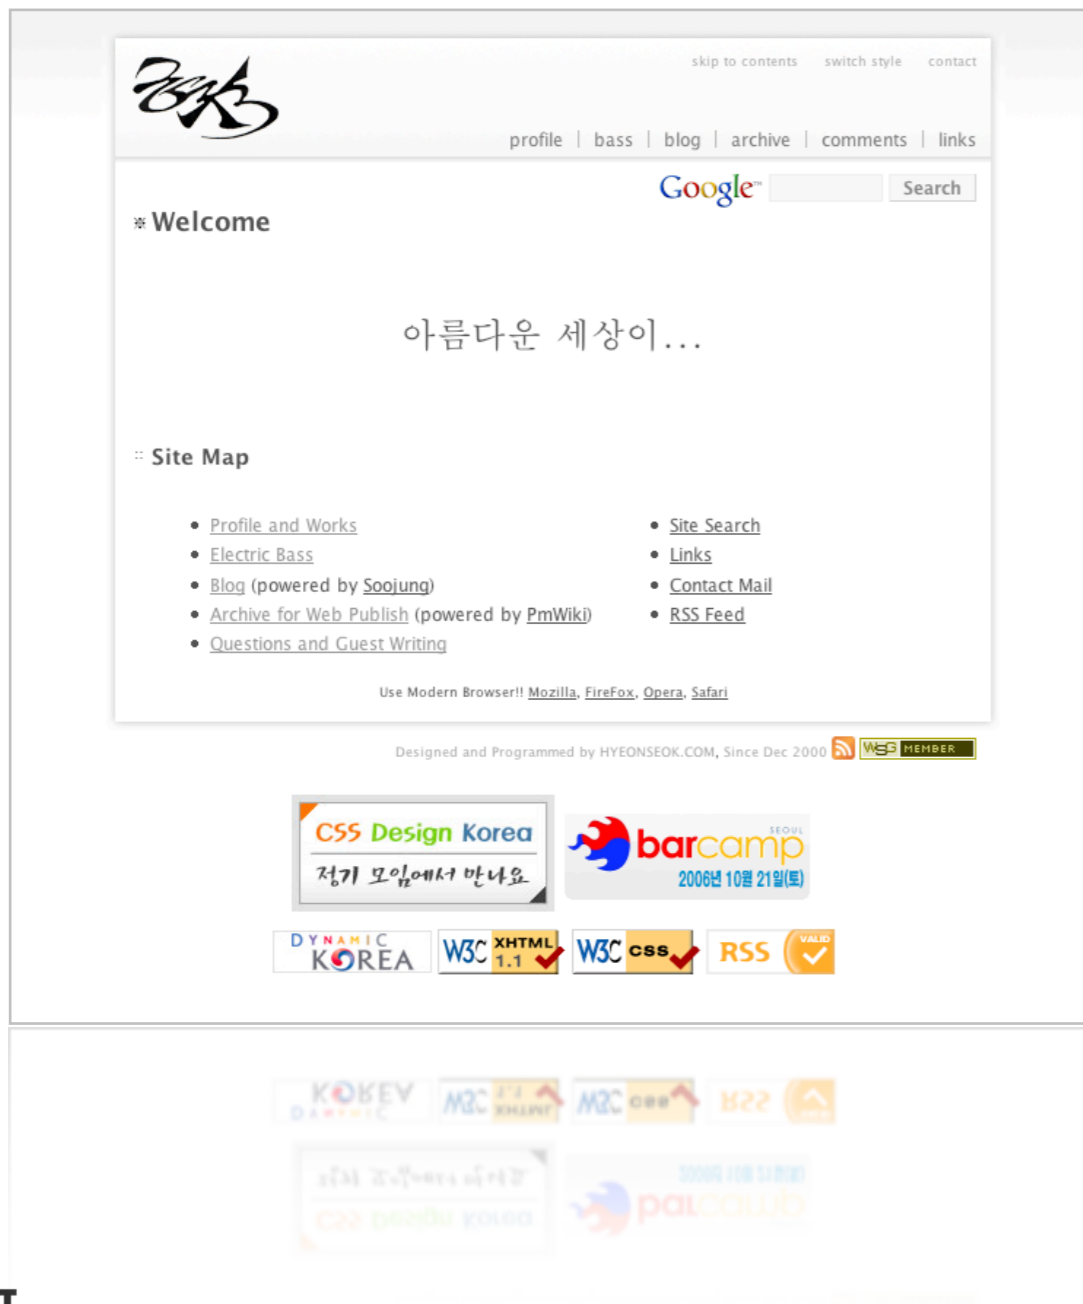 skip to contents switch style contact
profile | bass | blog | archive | comments | links
Google™ Search
※ Welcome
아름다운 세상이...
:: Site Map
• Profile and Works
• Electric Bass
• Blog (powered by Soojung)
• Archive for Web Publish (powered by PmWiki)
• Questions and Guest Writing
• Site Search
• Links
• Contact Mail
• RSS Feed
Use Modern Browser!! Mozilla, FireFox, Opera, Safari
Designed and Programmed by HYEONSEOK.COM, Since Dec 2000 WSG MEMBER
CSS Design Korea
정기 모임에서 만나요
SEOUL
barcamp
2006년 10월 21일(토)
DYNAMIC
KOREA
W3C XHTML 1.1
W3C css
RSS VALID